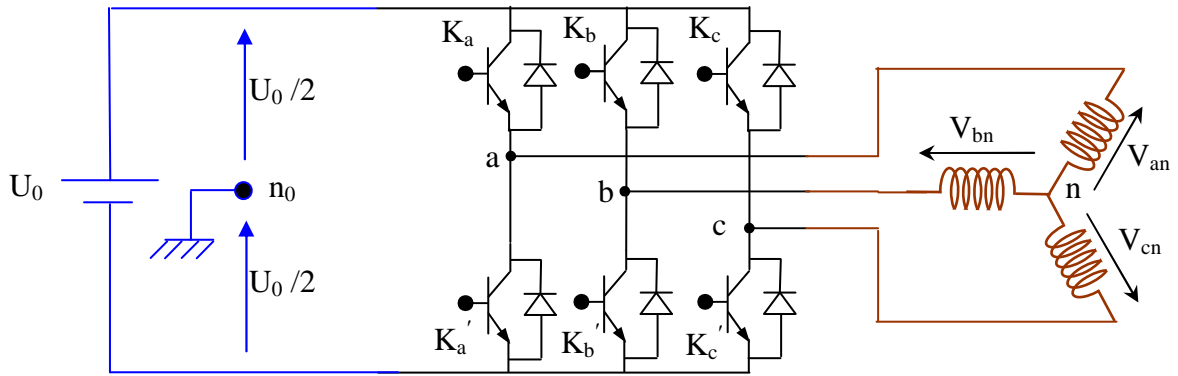 Ka
Kb
Kc
U0 /2
Vbn
Van
a
U0
n0
b
n
c
Vcn
U0 /2
Ka′
Kb′
Kc′